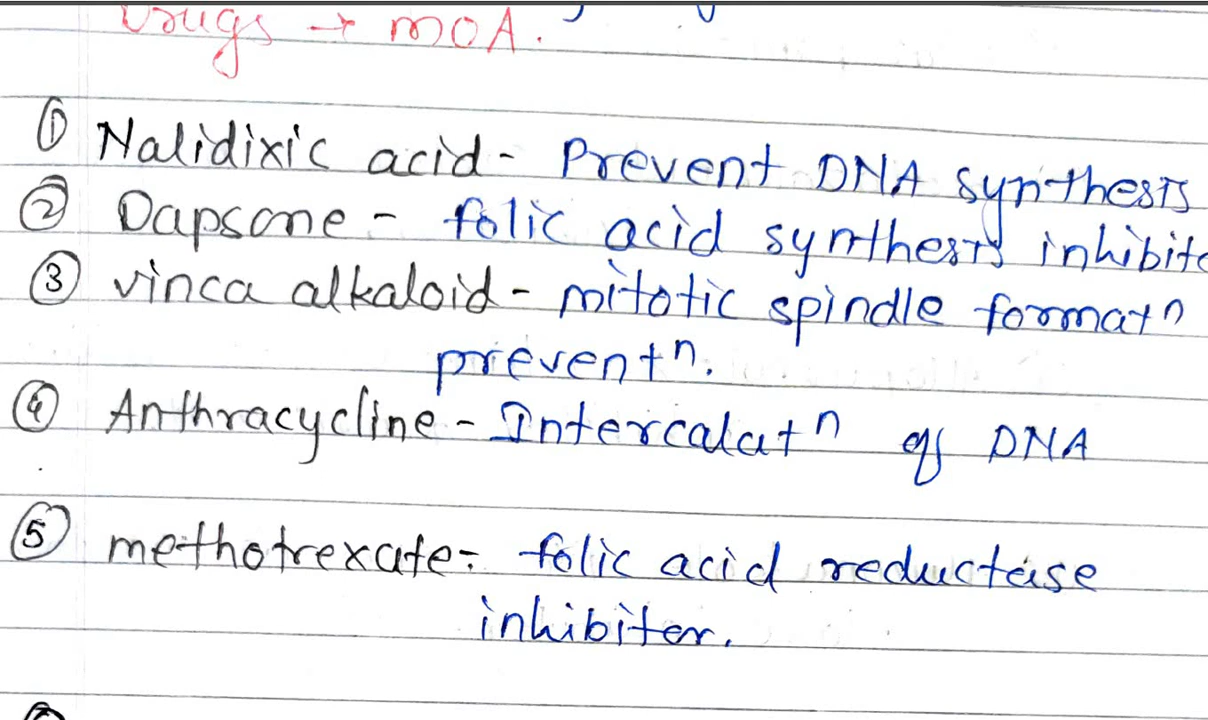 Drugs → MOA.
① Nalidixic acid - Prevent DNA synthesis
② Dapsone - folic acid synthesis
inhibite
③ vinca alkaloid - mitotic spindle formatn
preventn.
④ Anthracycline - Intercalatn of DNA
⑤ methotrexate - folic acid reductase
inhibiter.